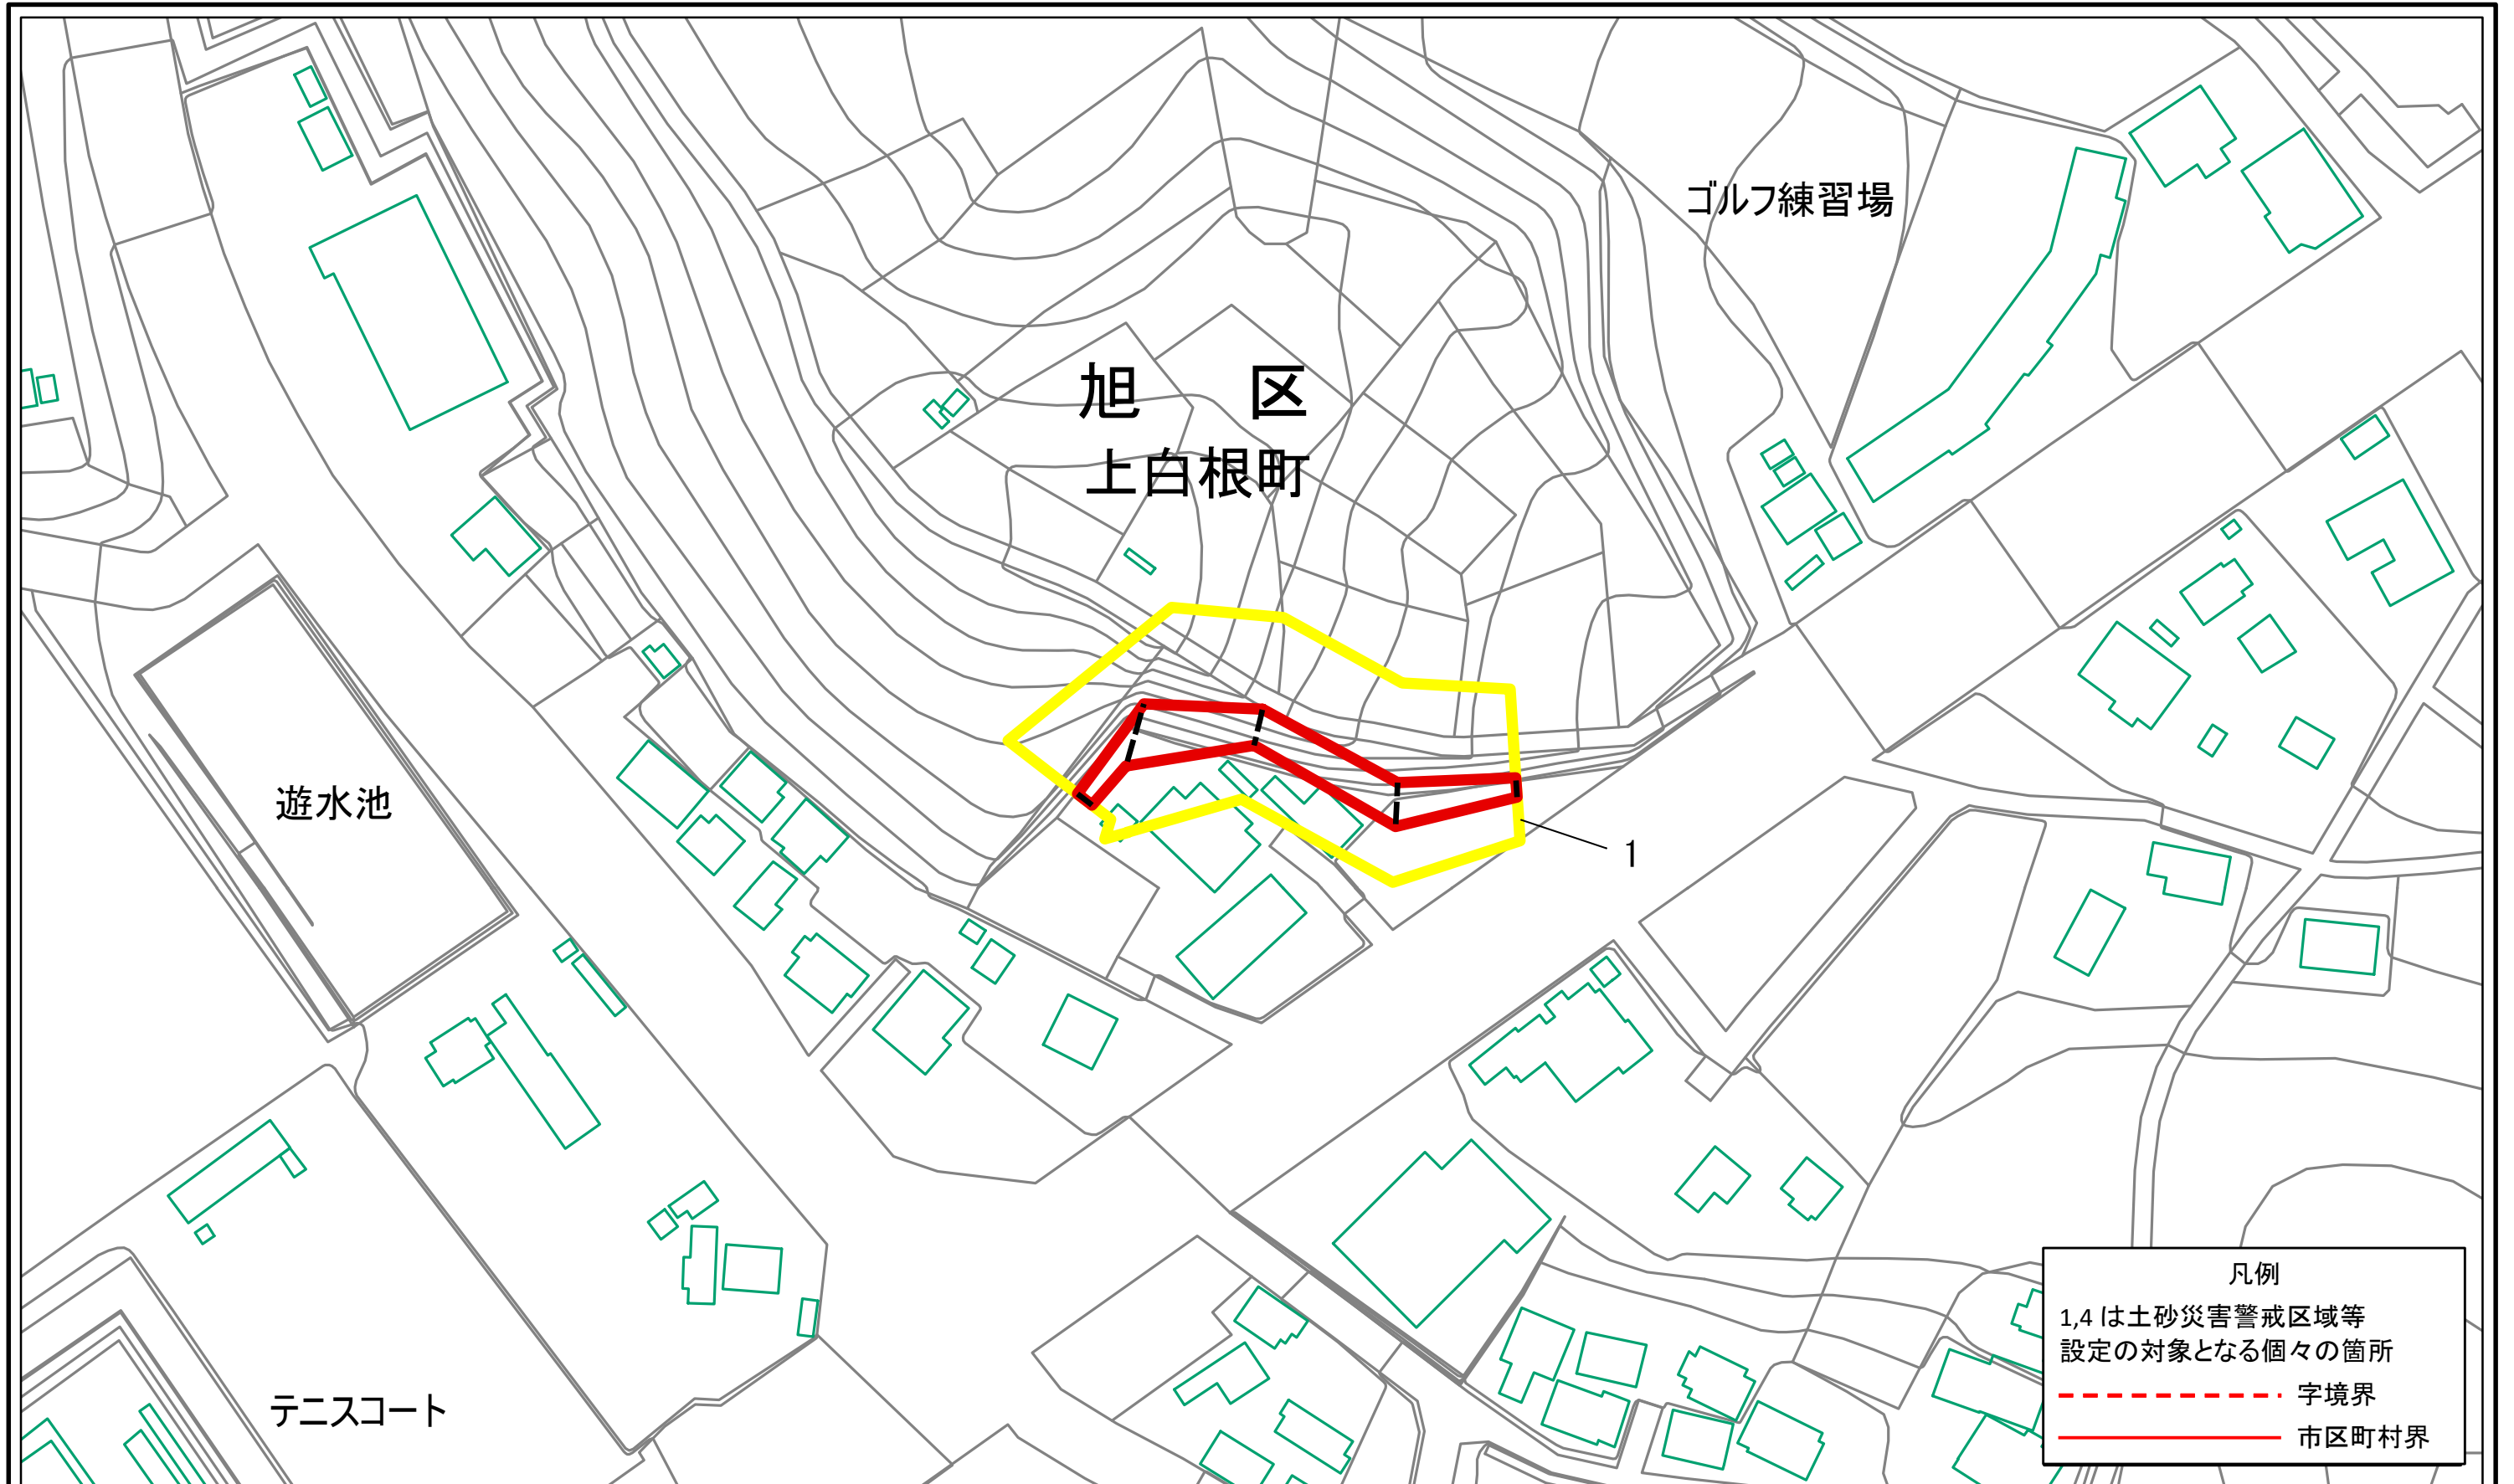 ゴルフ練習場
旭 区
上白根町
遊水池
1
テニスコート
凡例
1,4 は土砂災害警戒区域等
設定の対象となる個々の箇所
字境界
市区町村界